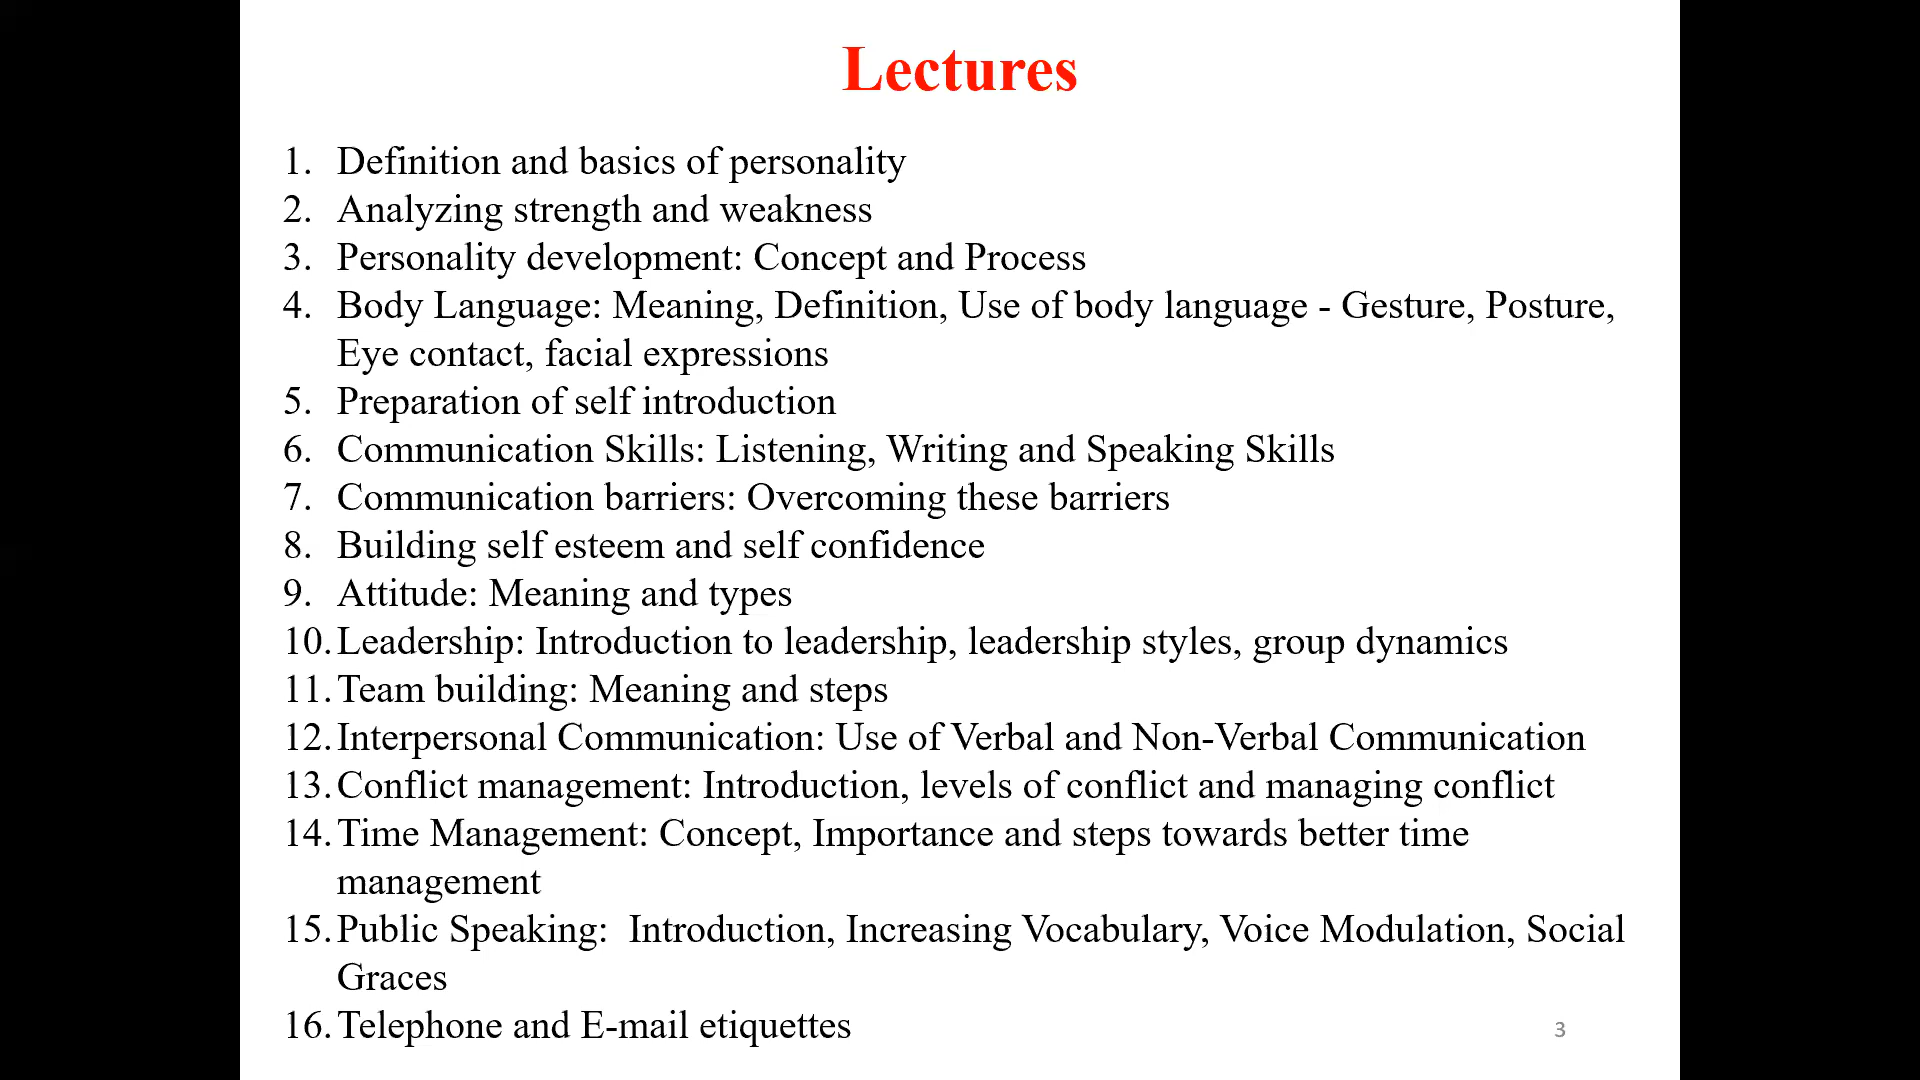 Lectures
1. Definition and basics of personality
2. Analyzing strength and weakness
3. Personality development: Concept and Process
4. Body Language: Meaning, Definition, Use of body language - Gesture, Posture,
Eye contact, facial expressions
5. Preparation of self introduction
6. Communication Skills: Listening, Writing and Speaking Skills
7. Communication barriers: Overcoming these barriers
8. Building self esteem and self confidence
9. Attitude: Meaning and types
10. Leadership: Introduction to leadership, leadership styles, group dynamics
11. Team building: Meaning and steps
12. Interpersonal Communication: Use of Verbal and Non-Verbal Communication
13. Conflict management: Introduction, levels of conflict and managing conflict
14. Time Management: Concept, Importance and steps towards better time
management
15. Public Speaking:  Introduction, Increasing Vocabulary, Voice Modulation, Social
Graces
16. Telephone and E-mail etiquettes
3